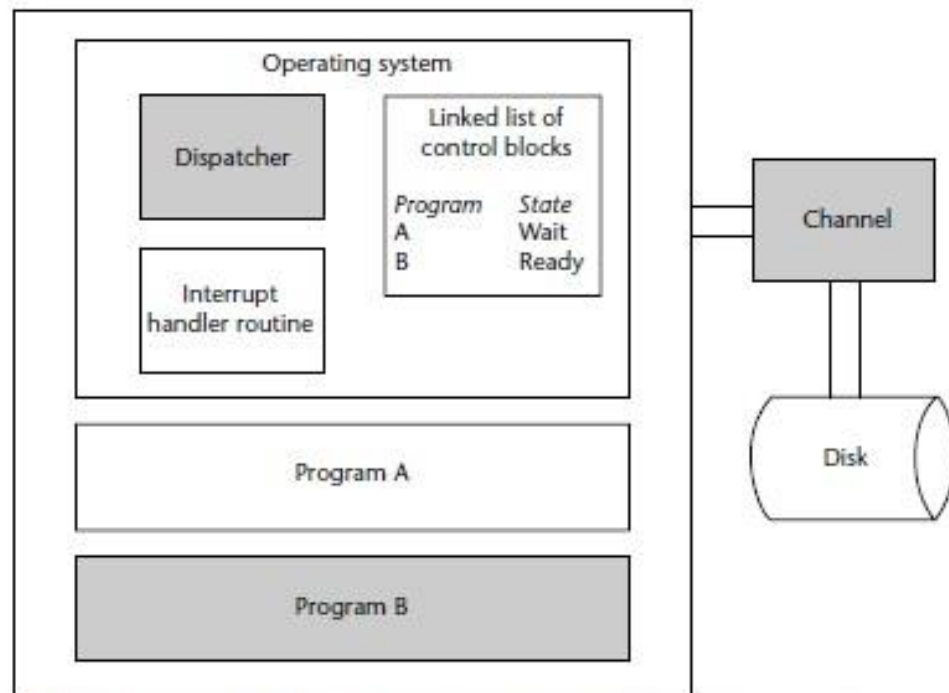 Operating system
Dispatcher
Linked list of
control blocks
Program State
A Wait
B Ready
Interrupt
handler routine
Channel
Disk
Program A
Program B